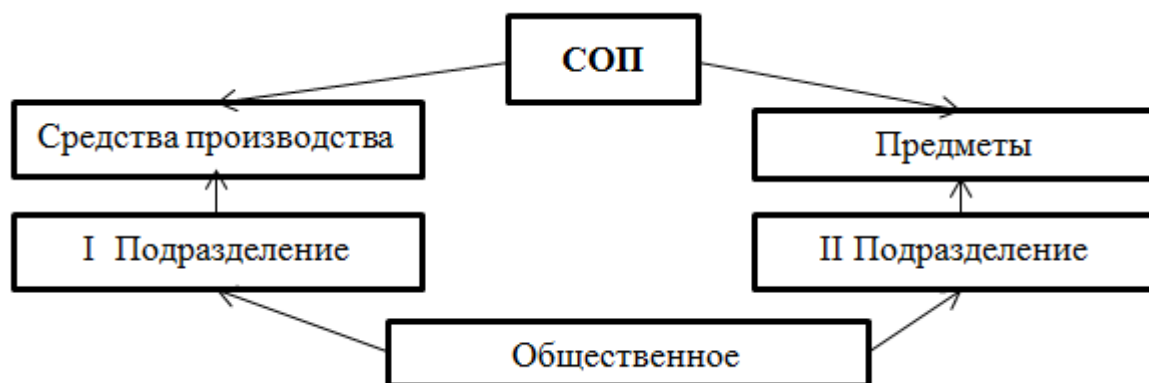 СОП
Средства производства
Предметы
I Подразделение
II Подразделение
Общественное